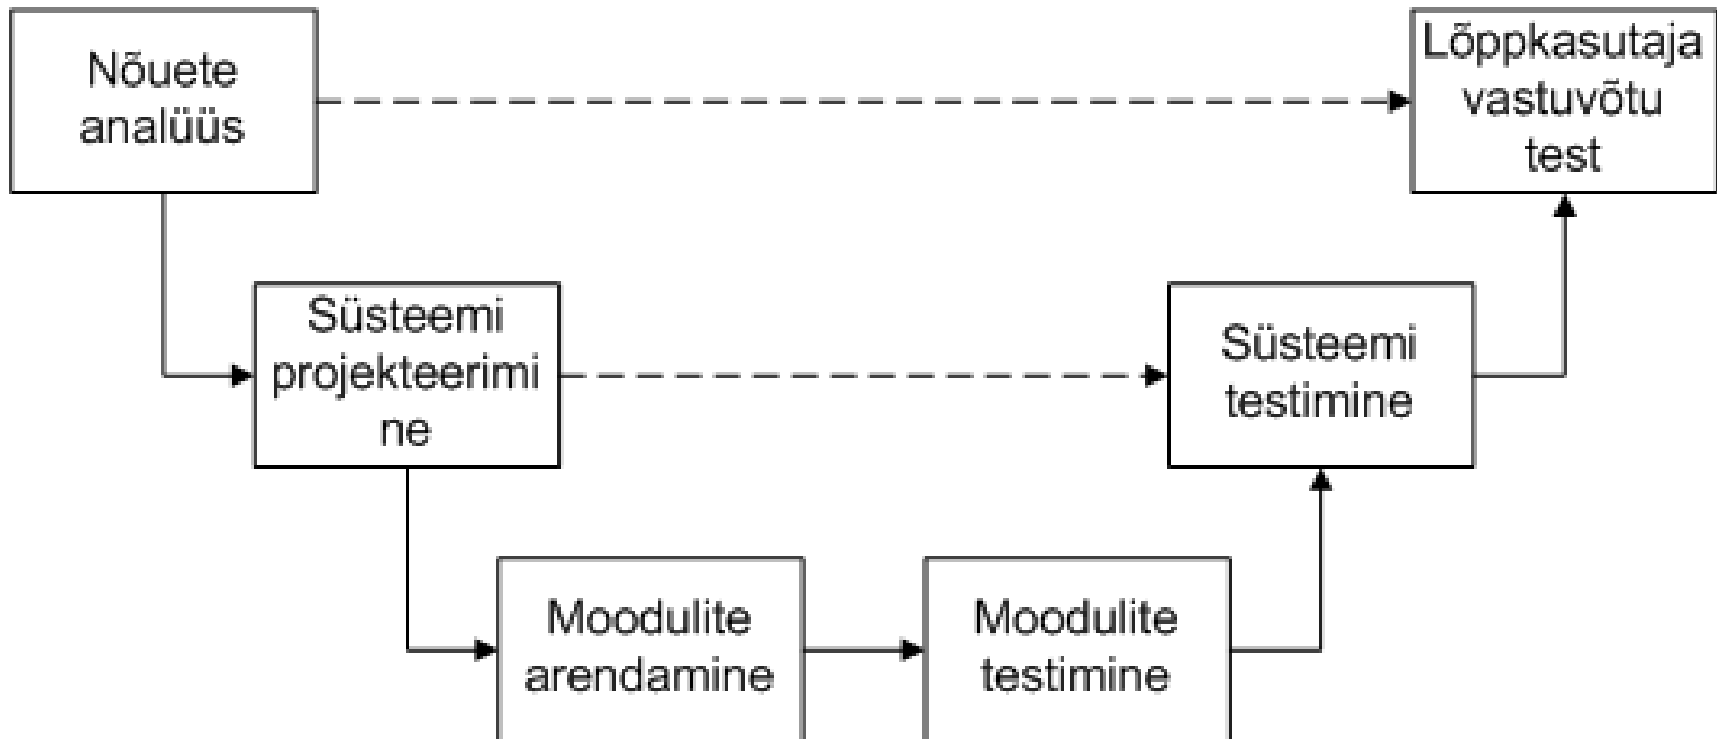 Nõuete
analüüs
Lõppkasutaja
vastuvõtu
test
Süsteemi
projekteerimi
ne
Süsteemi
testimine
Moodulite
arendamine
Moodulite
testimine